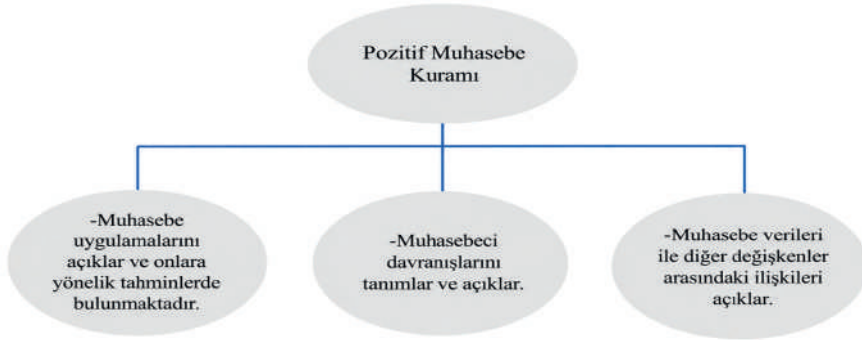 Pozitif Muhasebe
Kuramı
-Muhasebe
uygulamalarını
açıklar ve onlara
yönelik tahminlerde
bulunmaktadır.
-Muhasebeci
davranışlarını
tanımlar ve açıklar.
-Muhasebe verileri
ile diğer değişkenler
arasındaki ilişkileri
açıklar.